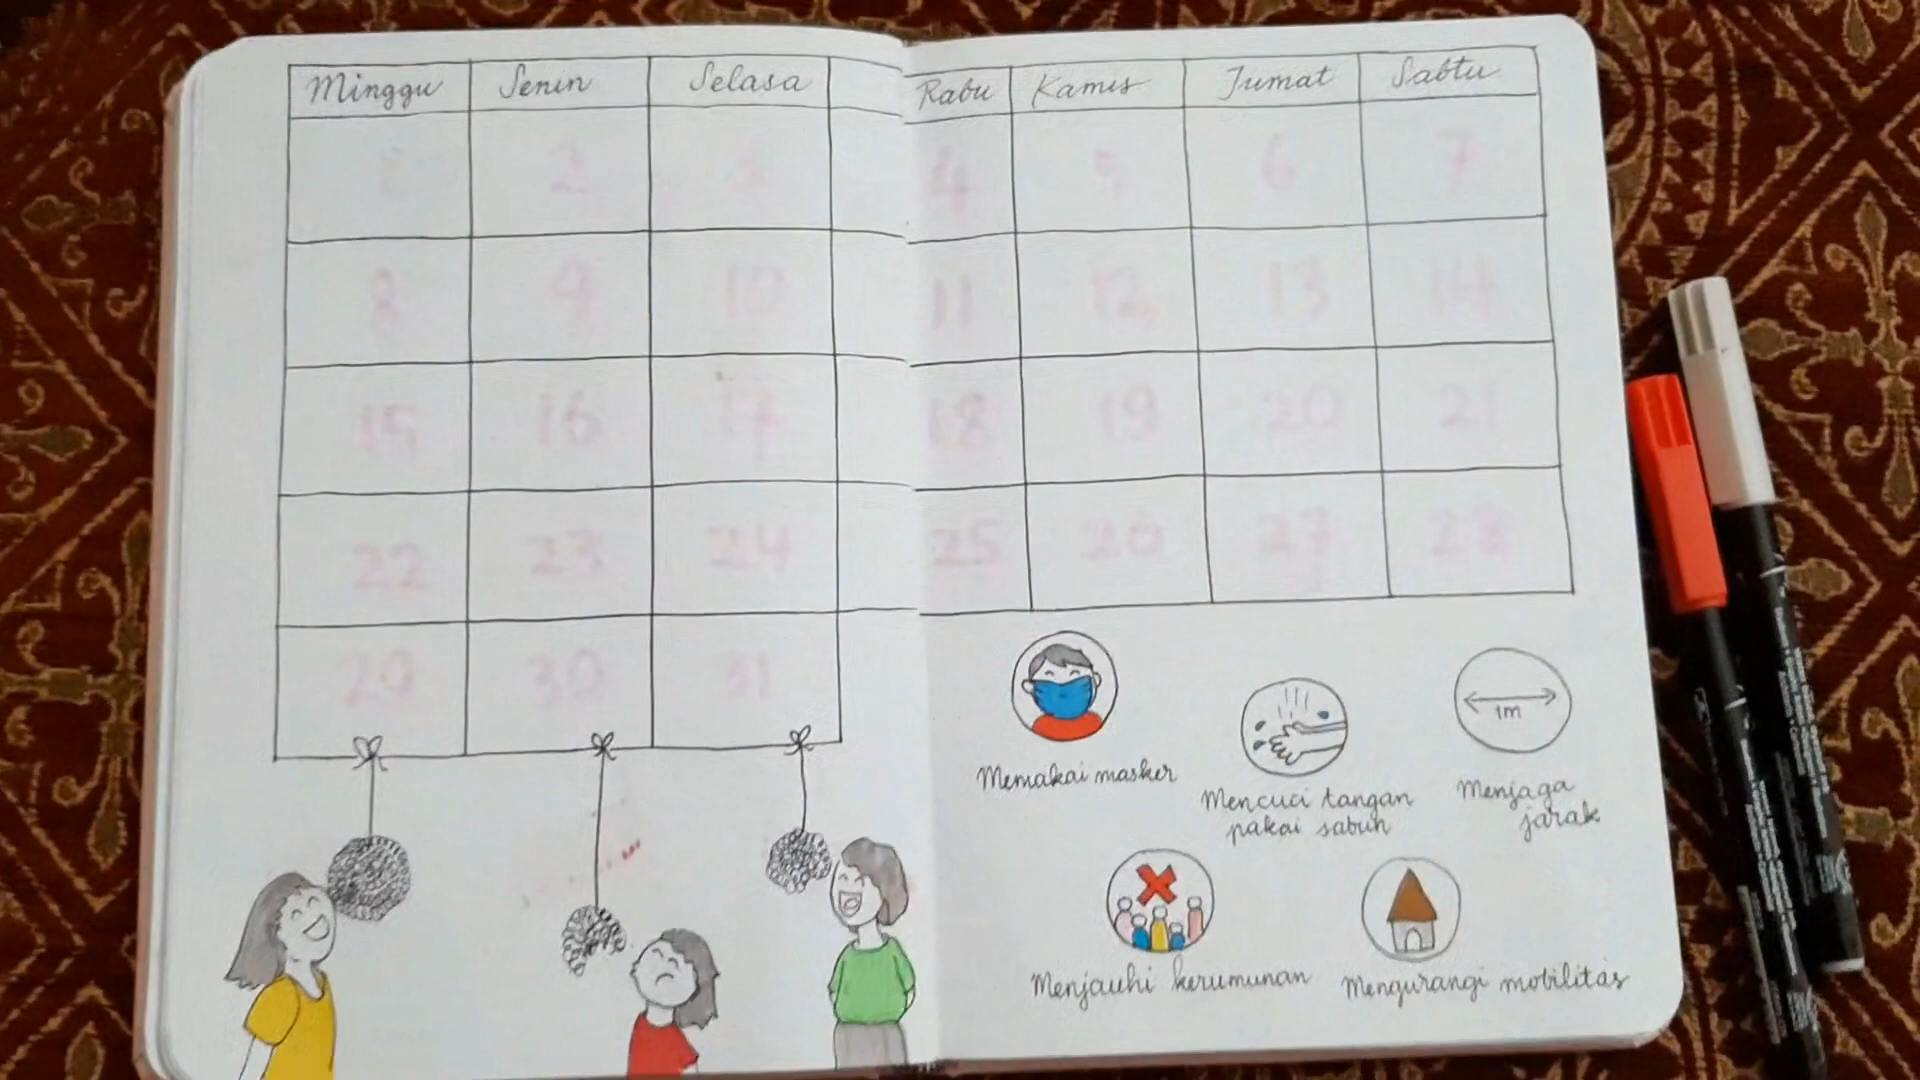 Minggu Senin Selasa Rabu Kamis Jumat Sabtu
1 2 3 4 5 6 7
8 9 10 11 12 13 14
15 16 17 18 19 20 21
22 23 24 25 26 27 28
29 30 31
1m
Memakai masker
Mencuci tangan
pakai sabun
Menjaga
jarak
Menjauhi kerumunan
Mengurangi mobilitas